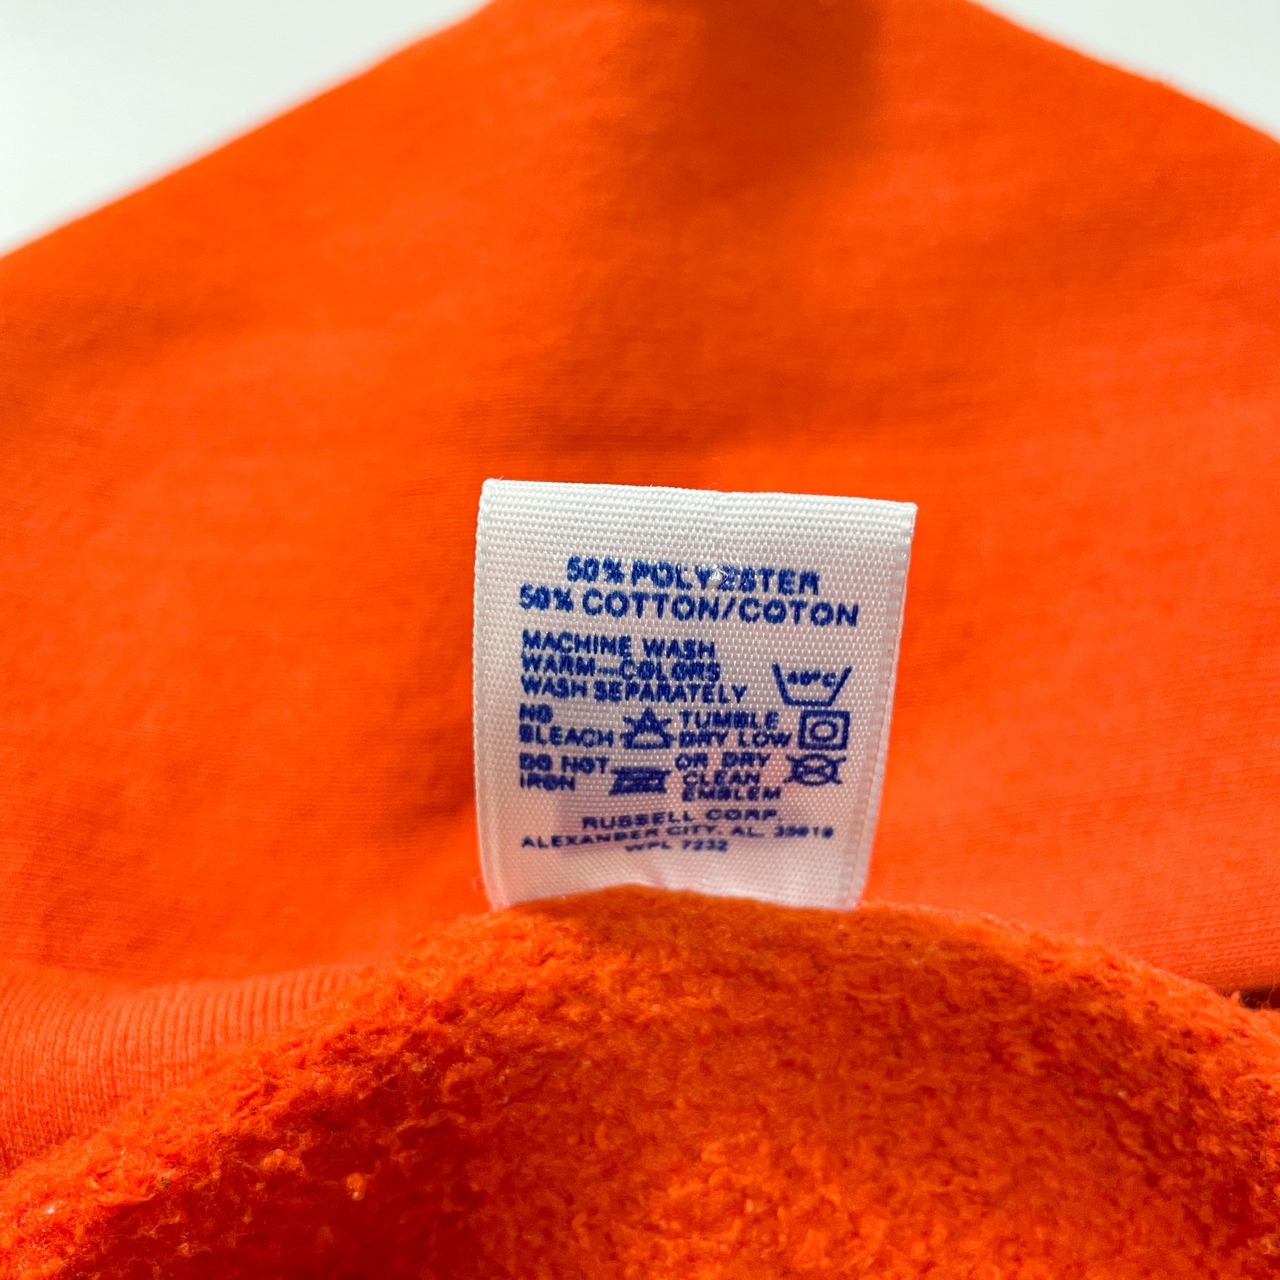 50% POLYESTER
50% COTTON/COTON
MACHINE WASH
WARM—COLORS
WASH SEPARATELY
40°C
NO
BLEACH
TUMBLE
DRY LOW
DO NOT
IRON
OR DRY
CLEAN
EMBLEM
RUSSELL CORP.
ALEXANDER CITY, AL. 35010
WPL 7232